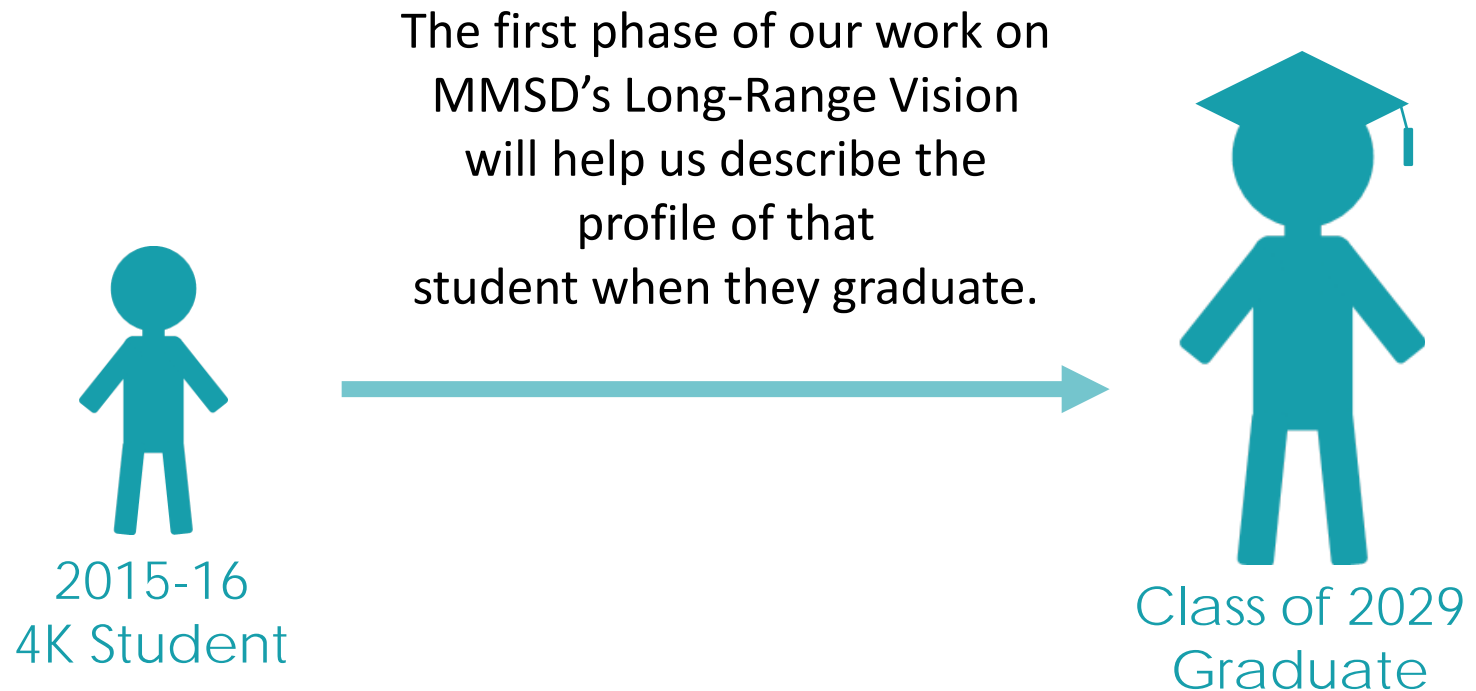 The first phase of our work on
MMSD’s Long-Range Vision
will help us describe the
profile of that
student when they graduate.
2015-16
4K Student
Class of 2029
Graduate